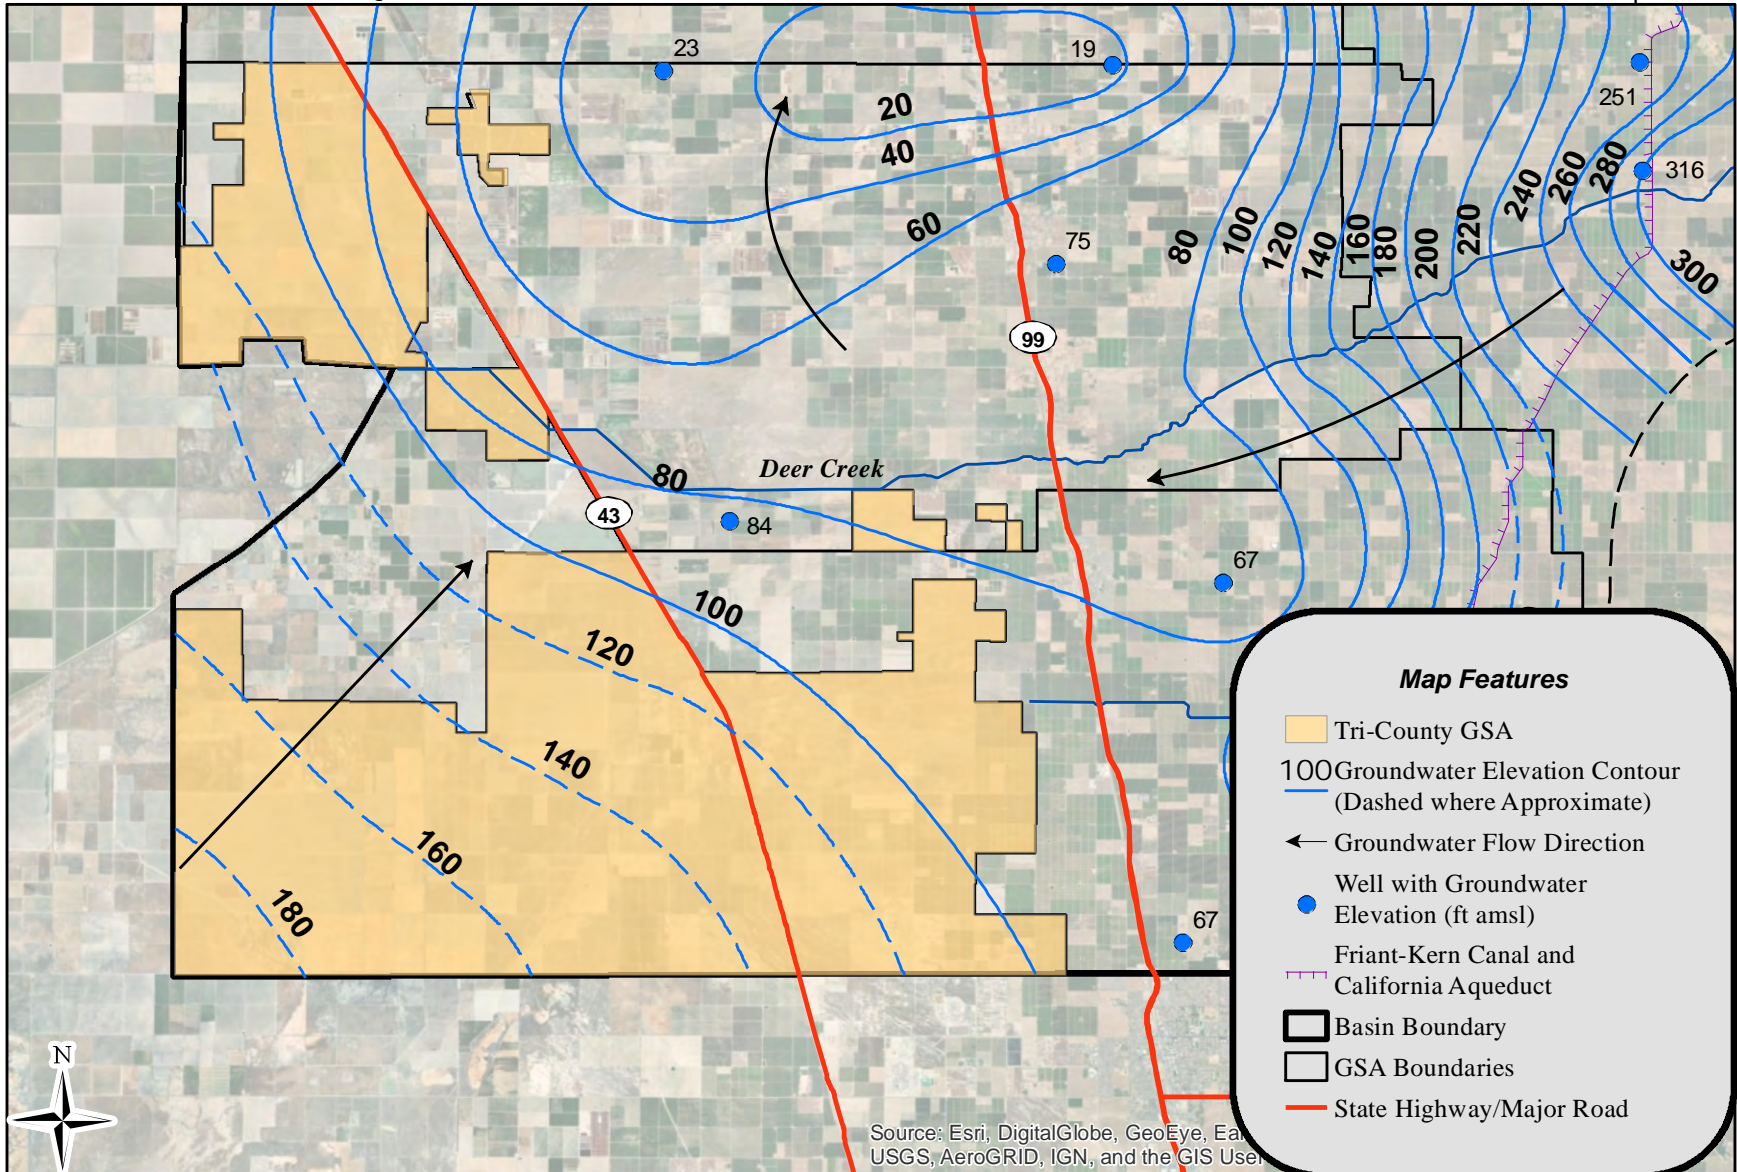 23
19
251
316
20
40
60
75
80
100
120
140
160
180
200
220
240
260
280
300
99
Deer Creek
80
43
84
67
100
120
140
160
180
67
N
Map Features
Tri-County GSA
100 Groundwater Elevation Contour
(Dashed where Approximate)
Groundwater Flow Direction
Well with Groundwater
Elevation (ft amsl)
Friant-Kern Canal and
California Aqueduct
Basin Boundary
GSA Boundaries
State Highway/Major Road
Source: Esri, DigitalGlobe, GeoEye,
USGS, AeroGRID, IGN, and the GIS